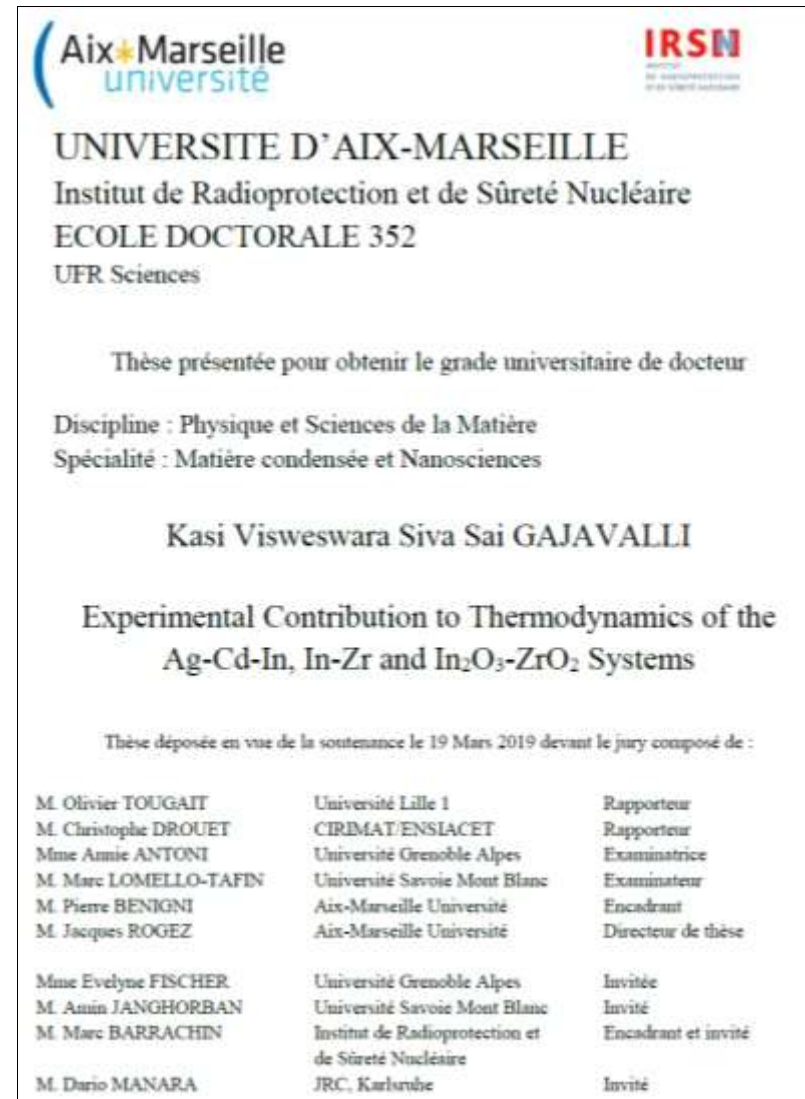 Aix★Marseille
université
IRSN
INSTITUT
DE RADIOPROTECTION
ET DE SÛRETÉ NUCLÉAIRE
UNIVERSITE D'AIX-MARSEILLE
Institut de Radioprotection et de Sûreté Nucléaire
ECOLE DOCTORALE 352
UFR Sciences
Thèse présentée pour obtenir le grade universitaire de docteur
Discipline : Physique et Sciences de la Matière
Spécialité : Matière condensée et Nanosciences
Kasi Visweswara Siva Sai GAJAVALLI
Experimental Contribution to Thermodynamics of the
Ag-Cd-In, In-Zr and In₂O₃-ZrO₂ Systems
Thèse déposée en vue de la soutenance le 19 Mars 2019 devant le jury composé de :
M. Olivier TOUGAIT Université Lille 1 Rapporteur
M. Christophe DROUET CIRIMAT/ENSIACET Rapporteur
Mme Annie ANTONI Université Grenoble Alpes Examinatrice
M. Marc LOMELLO-TAFIN Université Savoie Mont Blanc Examinateur
M. Pierre BENIGNI Aix-Marseille Université Encadrant
M. Jacques ROGEZ Aix-Marseille Université Directeur de thèse
Mme Evelyne FISCHER Université Grenoble Alpes Invitée
M. Amin JANGHORBAN Université Savoie Mont Blanc Invité
M. Marc BARRACHIN Institut de Radioprotection et Encadrant et invité
de Sûreté Nucléaire
M. Dario MANARA JRC, Karlsruhe Invité